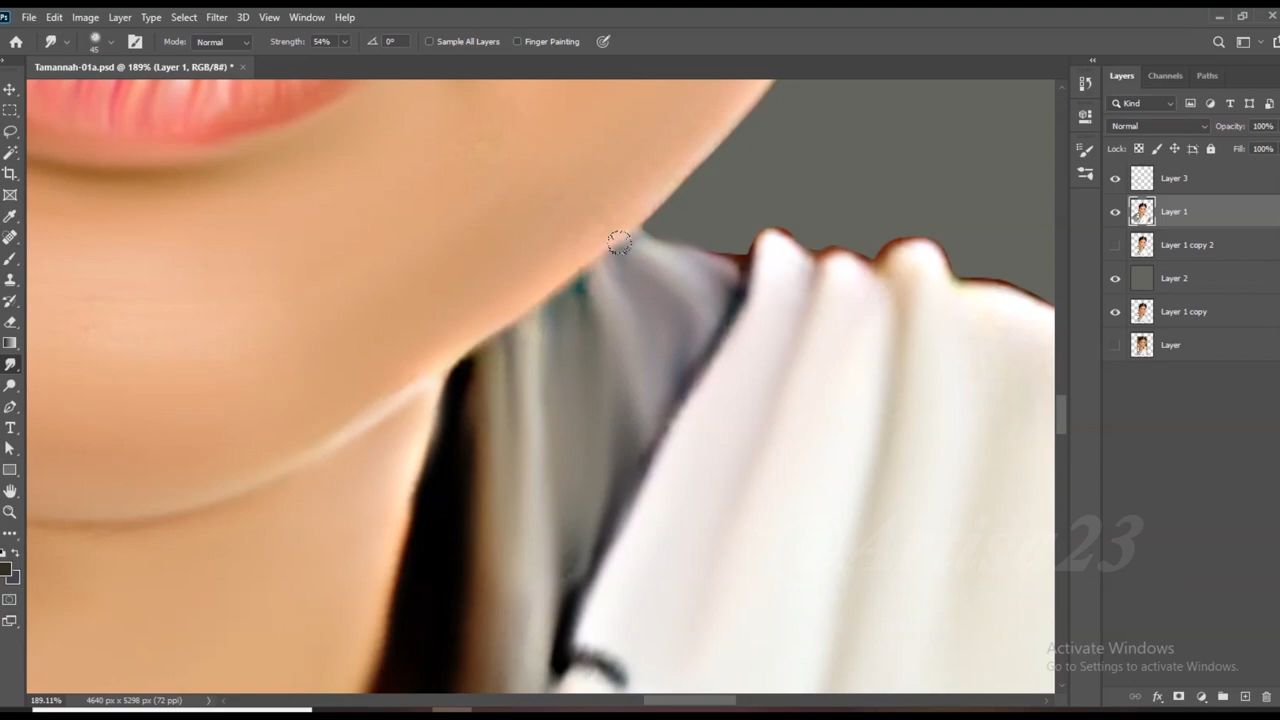 Ps File Edit Image Layer Type Select Filter 3D View Window Help
45 Mode: Normal Strength: 54% 0° Sample All Layers Finger Painting
Tamannah-01a.psd @ 189% (Layer 1, RGB/8#) * ×
Layers Channels Paths
Kind
Normal Opacity: 100%
Lock: Fill: 100%
Layer 3
Layer 1
Layer 1 copy 2
Layer 2
Layer 1 copy
Layer
Activate Windows
Go to Settings to activate Windows.
189.11% 4640 px x 5298 px (72 ppi)